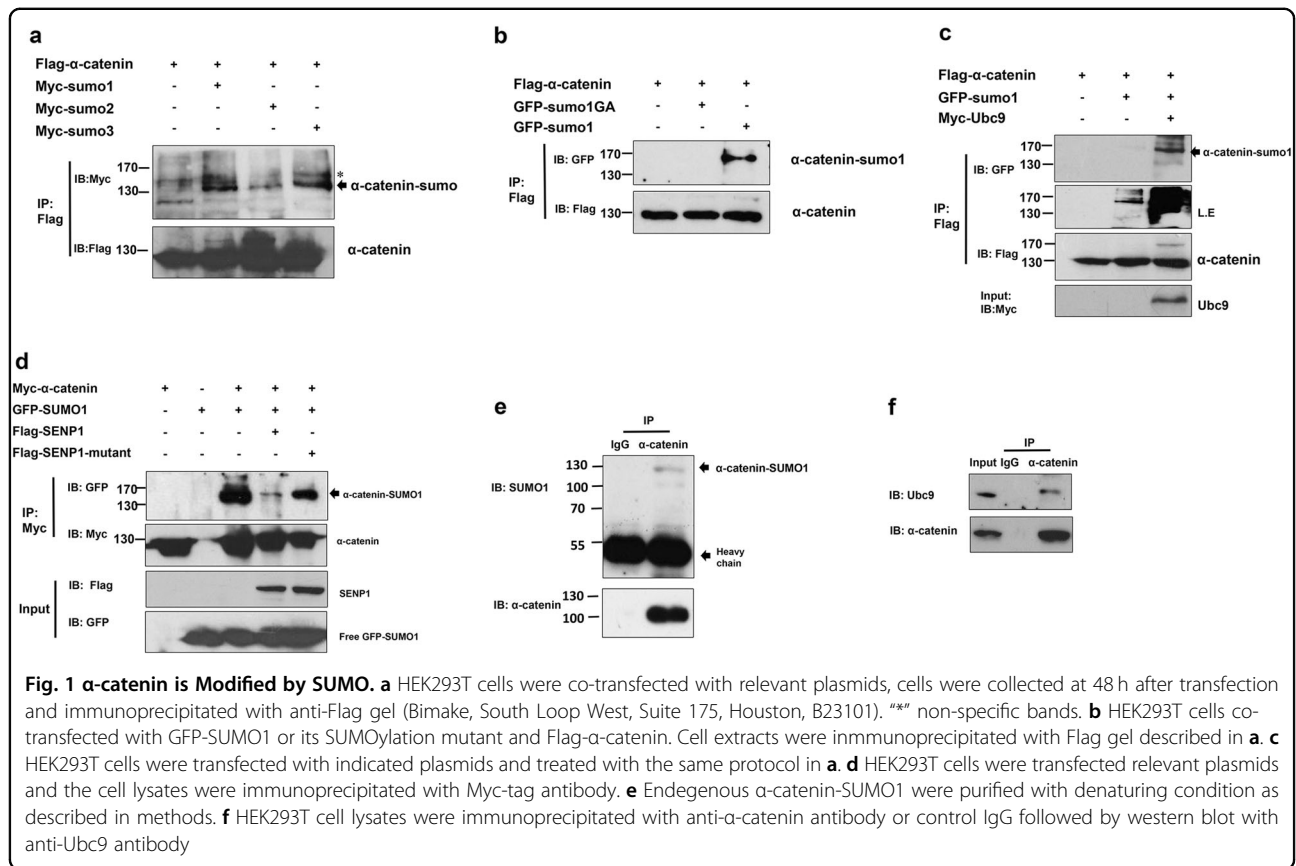 a
Flag-α-catenin + + + +
Myc-sumo1 - + - -
Myc-sumo2 - - + -
Myc-sumo3 - - - +
IP: Flag
IB:Myc
170
130
*
α-catenin-sumo
IB:Flag
130
α-catenin
b
Flag-α-catenin + + +
GFP-sumo1GA - + -
GFP-sumo1 - - +
IP: Flag
IB: GFP
170
130
α-catenin-sumo1
IB: Flag
130
α-catenin
c
Flag-α-catenin + + +
GFP-sumo1 - + +
Myc-Ubc9 - - +
IP: Flag
IB: GFP
170
130
α-catenin-sumo1
170
130
L.E
IB: Flag
170
130
α-catenin
Input:
IB:Myc
Ubc9
d
Myc-α-catenin + - + + +
GFP-SUMO1 - + + + +
Flag-SENP1 - - - + -
Flag-SENP1-mutant - - - - +
IP: Myc
IB: GFP
170
130
α-catenin-SUMO1
IB: Myc
130
α-catenin
Input
IB: Flag
SENP1
IB: GFP
Free GFP-SUMO1
e
IP
IgG α-catenin
IB: SUMO1
130
100
70
55
α-catenin-SUMO1
Heavy
chain
IB: α-catenin
130
100
f
IP
Input IgG α-catenin
IB: Ubc9
IB: α-catenin
Fig. 1 α-catenin is Modified by SUMO. a HEK293T cells were co-transfected with relevant plasmids, cells were collected at 48 h after transfection
and immunoprecipitated with anti-Flag gel (Bimake, South Loop West, Suite 175, Houston, B23101). “*” non-specific bands. b HEK293T cells co-
transfected with GFP-SUMO1 or its SUMOylation mutant and Flag-α-catenin. Cell extracts were inmmunoprecipitated with Flag gel described in a. c
HEK293T cells were transfected with indicated plasmids and treated with the same protocol in a. d HEK293T cells were transfected relevant plasmids
and the cell lysates were immunoprecipitated with Myc-tag antibody. e Endegenous α-catenin-SUMO1 were purified with denaturing condition as
described in methods. f HEK293T cell lysates were immunoprecipitated with anti-α-catenin antibody or control IgG followed by western blot with
anti-Ubc9 antibody